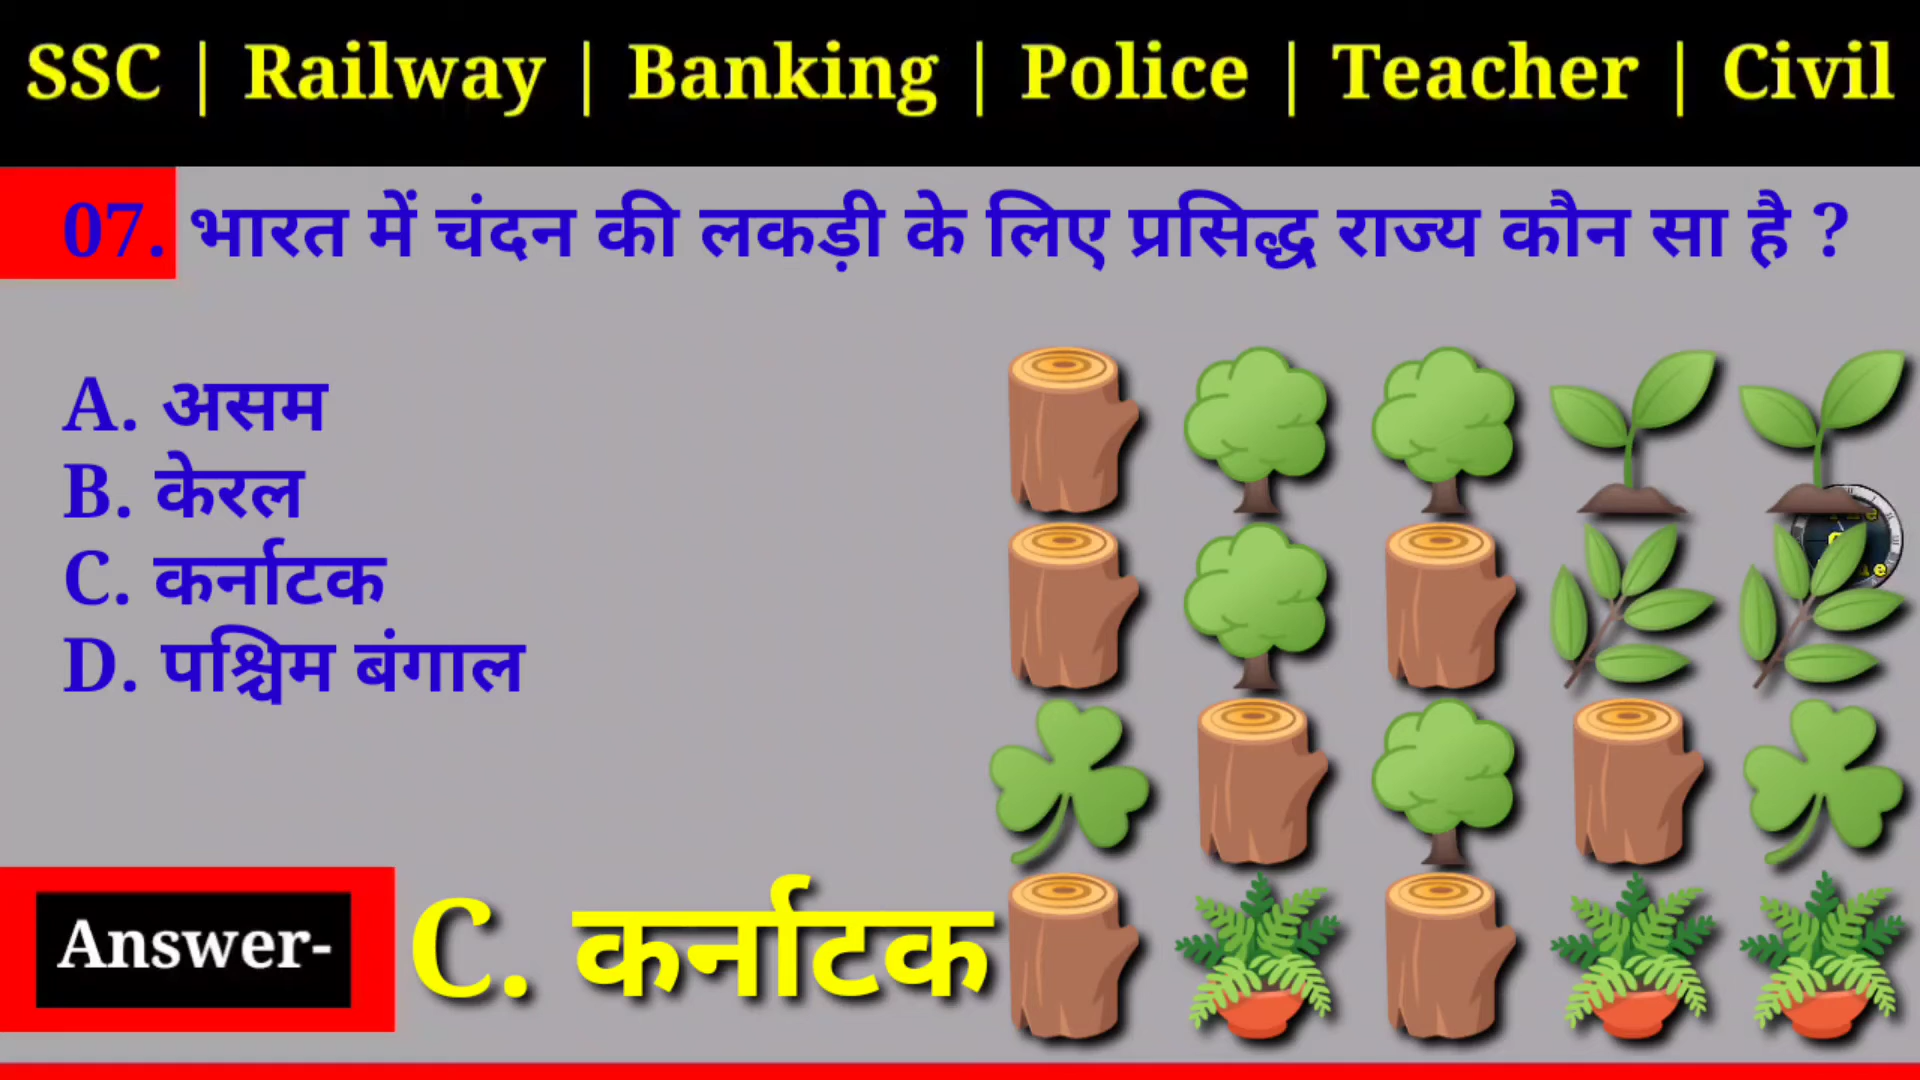 SSC | Railway | Banking | Police | Teacher | Civil
07. भारत में चंदन की लकड़ी के लिए प्रसिद्ध राज्य कौन सा है ?
A. असम
B. केरल
C. कर्नाटक
D. पश्चिम बंगाल
Answer- C. कर्नाटक